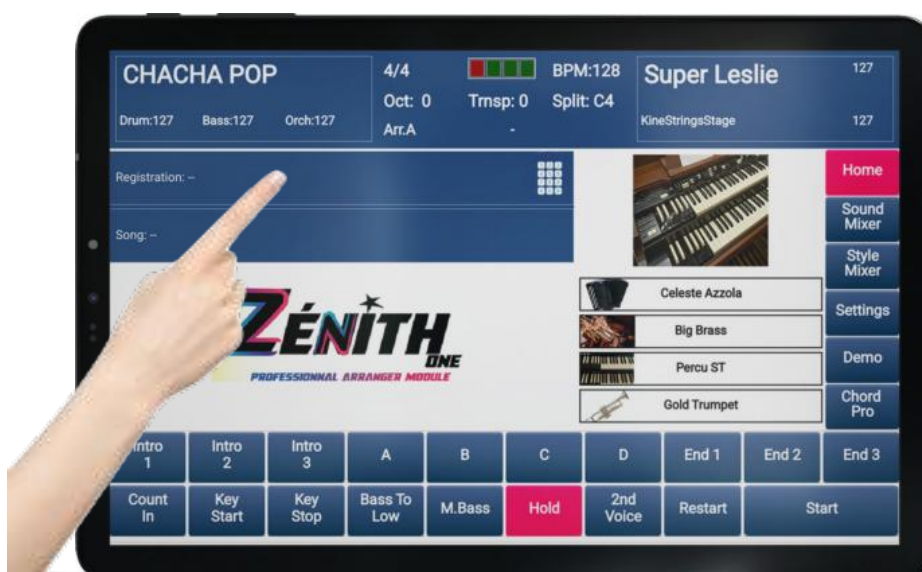 CHACHA POP
4/4
BPM:128
Super Leslie
127
Oct: 0
Trnsp: 0
Split: C4
Drum:127
Bass:127
Orch:127
Arr.A
-
KineStringsStage
127
Registration: --
Home
Song: --
Sound
Mixer
Style
Mixer
Celeste Azzola
Settings
ZÉNITH
ONE
Big Brass
PROFESSIONNAL ARRANGER MODULE
Percu ST
Demo
Gold Trumpet
Chord
Pro
Intro
1
Intro
2
Intro
3
A
B
C
D
End 1
End 2
End 3
Count
In
Key
Start
Key
Stop
Bass To
Low
M.Bass
Hold
2nd
Voice
Restart
Start